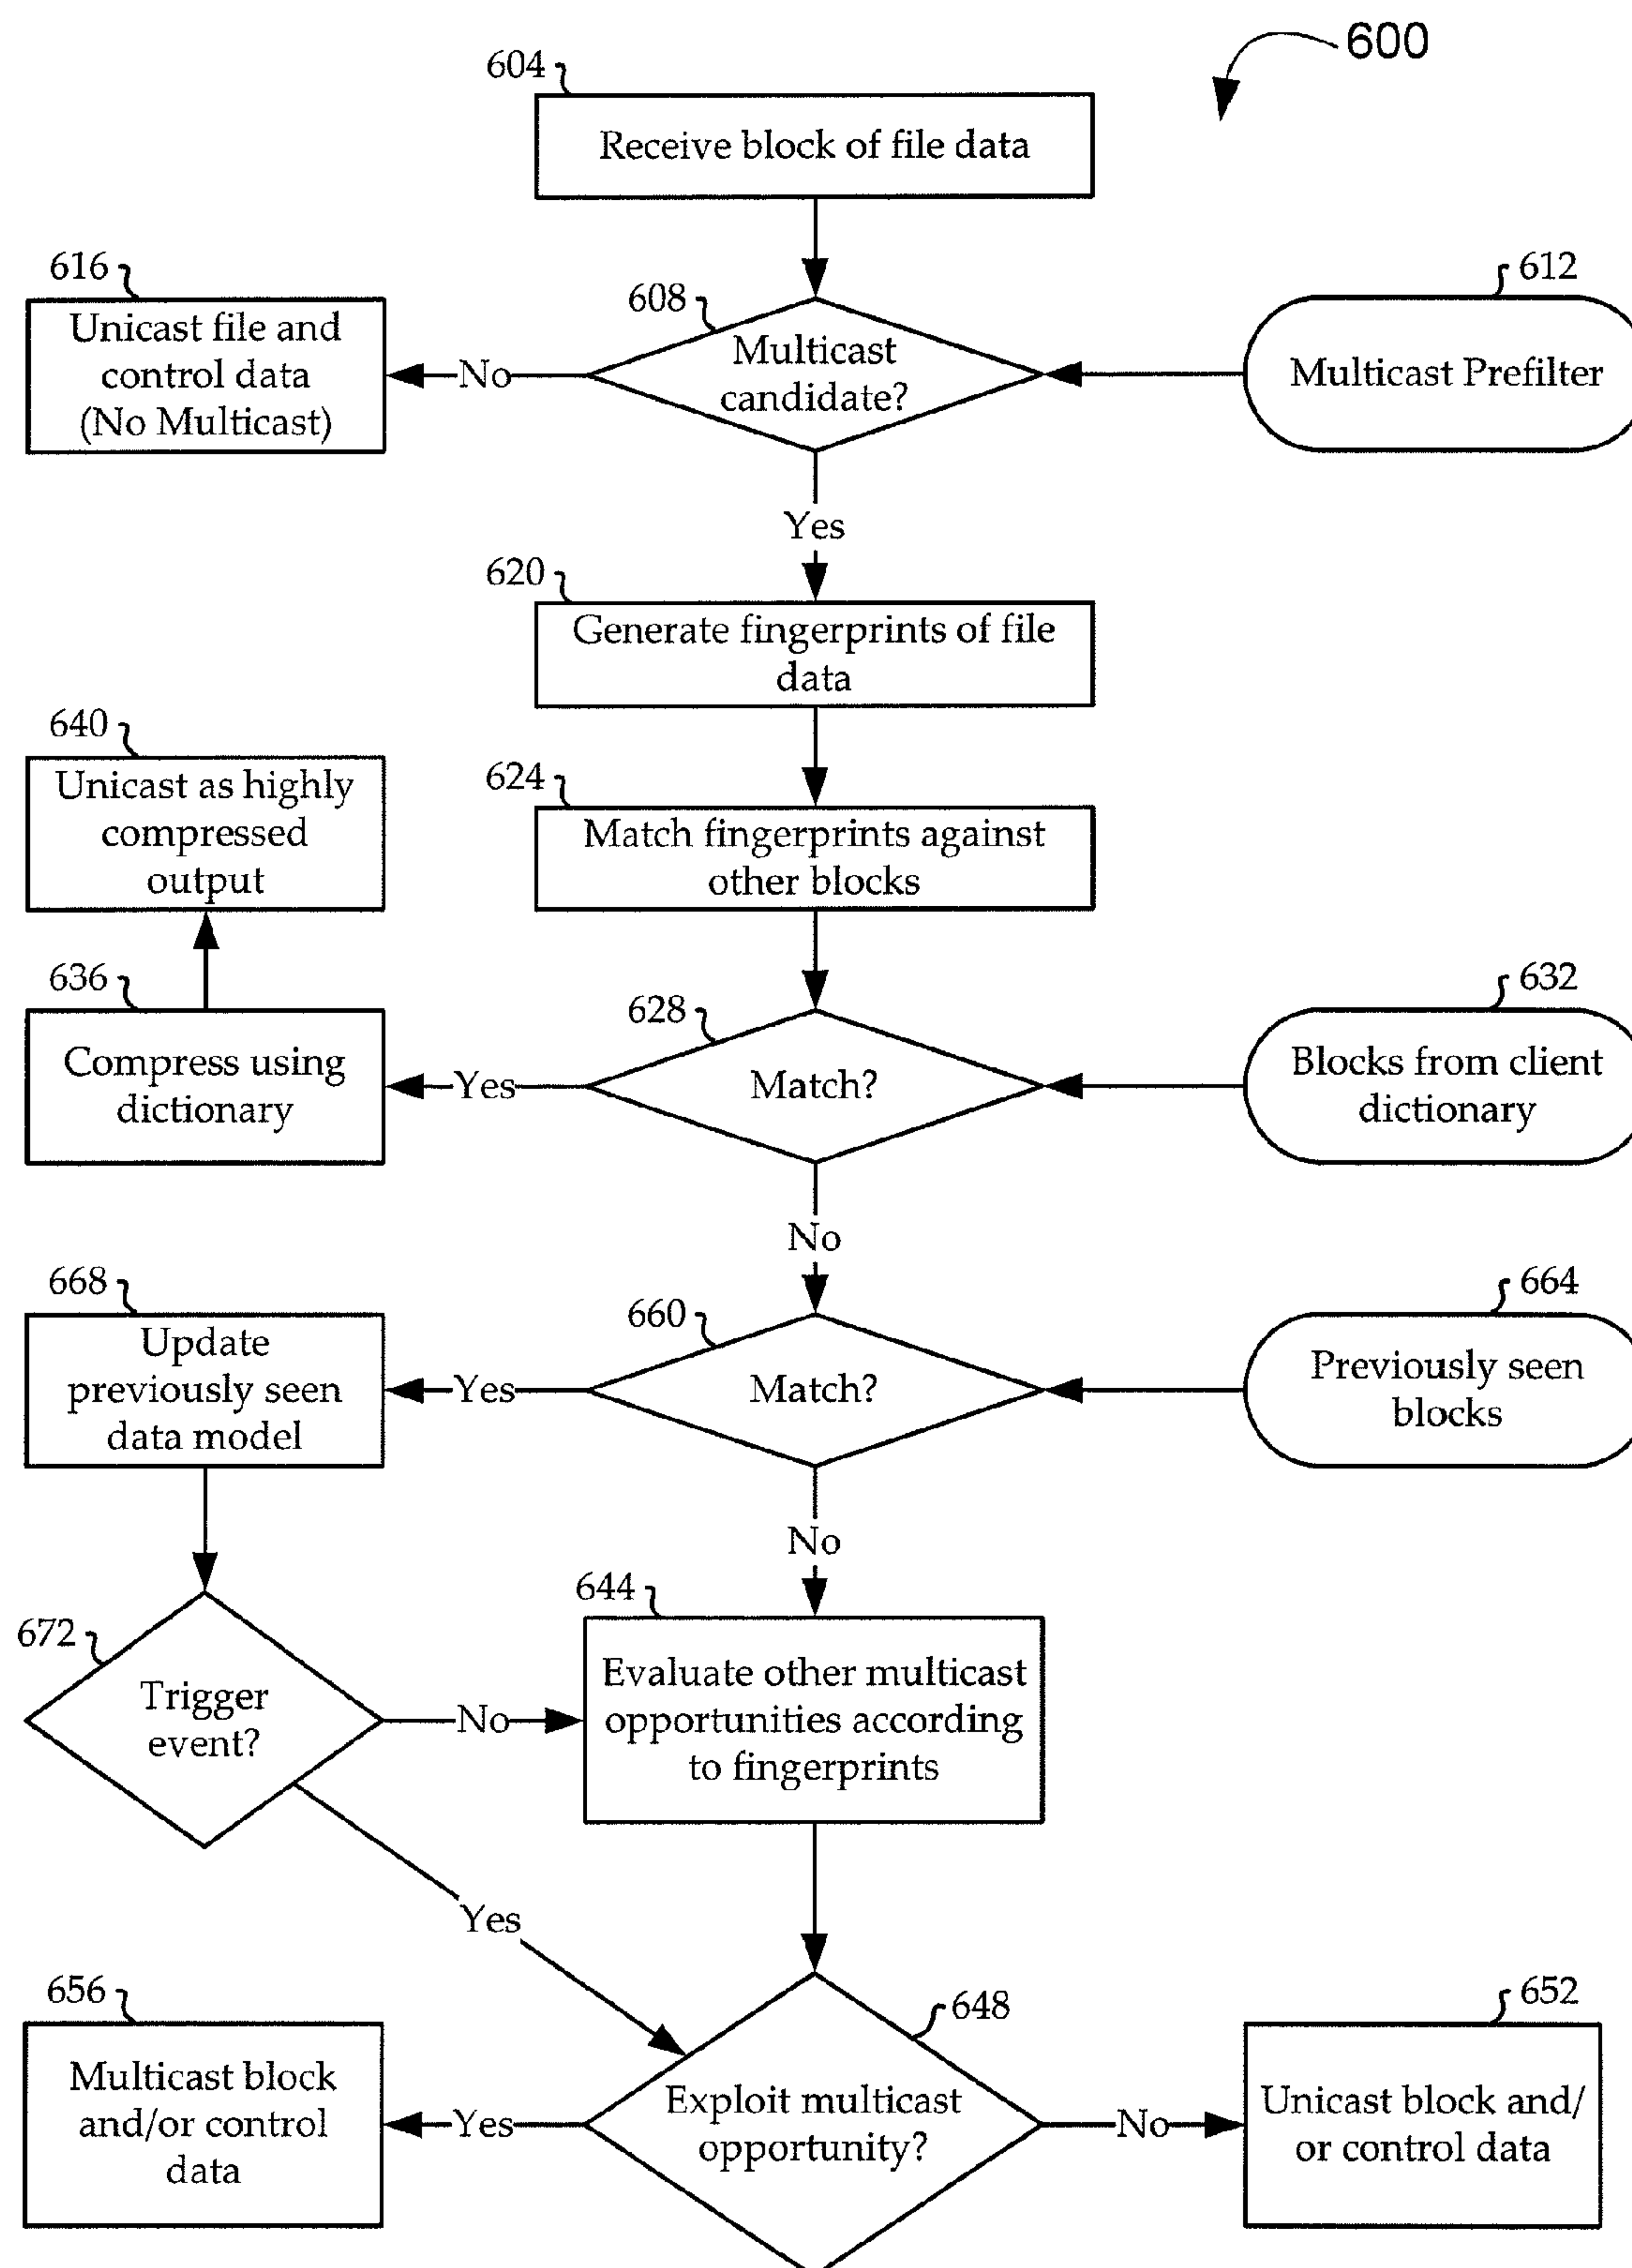 600
604
Receive block of file data
616
Unicast file and
control data
(No Multicast)
No
608
Multicast
candidate?
612
Multicast Prefilter
Yes
620
Generate fingerprints of file
data
640
Unicast as highly
compressed
output
624
Match fingerprints against
other blocks
636
Compress using
dictionary
Yes
628
Match?
632
Blocks from client
dictionary
No
668
Update
previously seen
data model
Yes
660
Match?
664
Previously seen
blocks
No
672
Trigger
event?
No
644
Evaluate other multicast
opportunities according
to fingerprints
Yes
656
Multicast block
and/or control
data
Yes
648
Exploit multicast
opportunity?
No
652
Unicast block and/
or control data